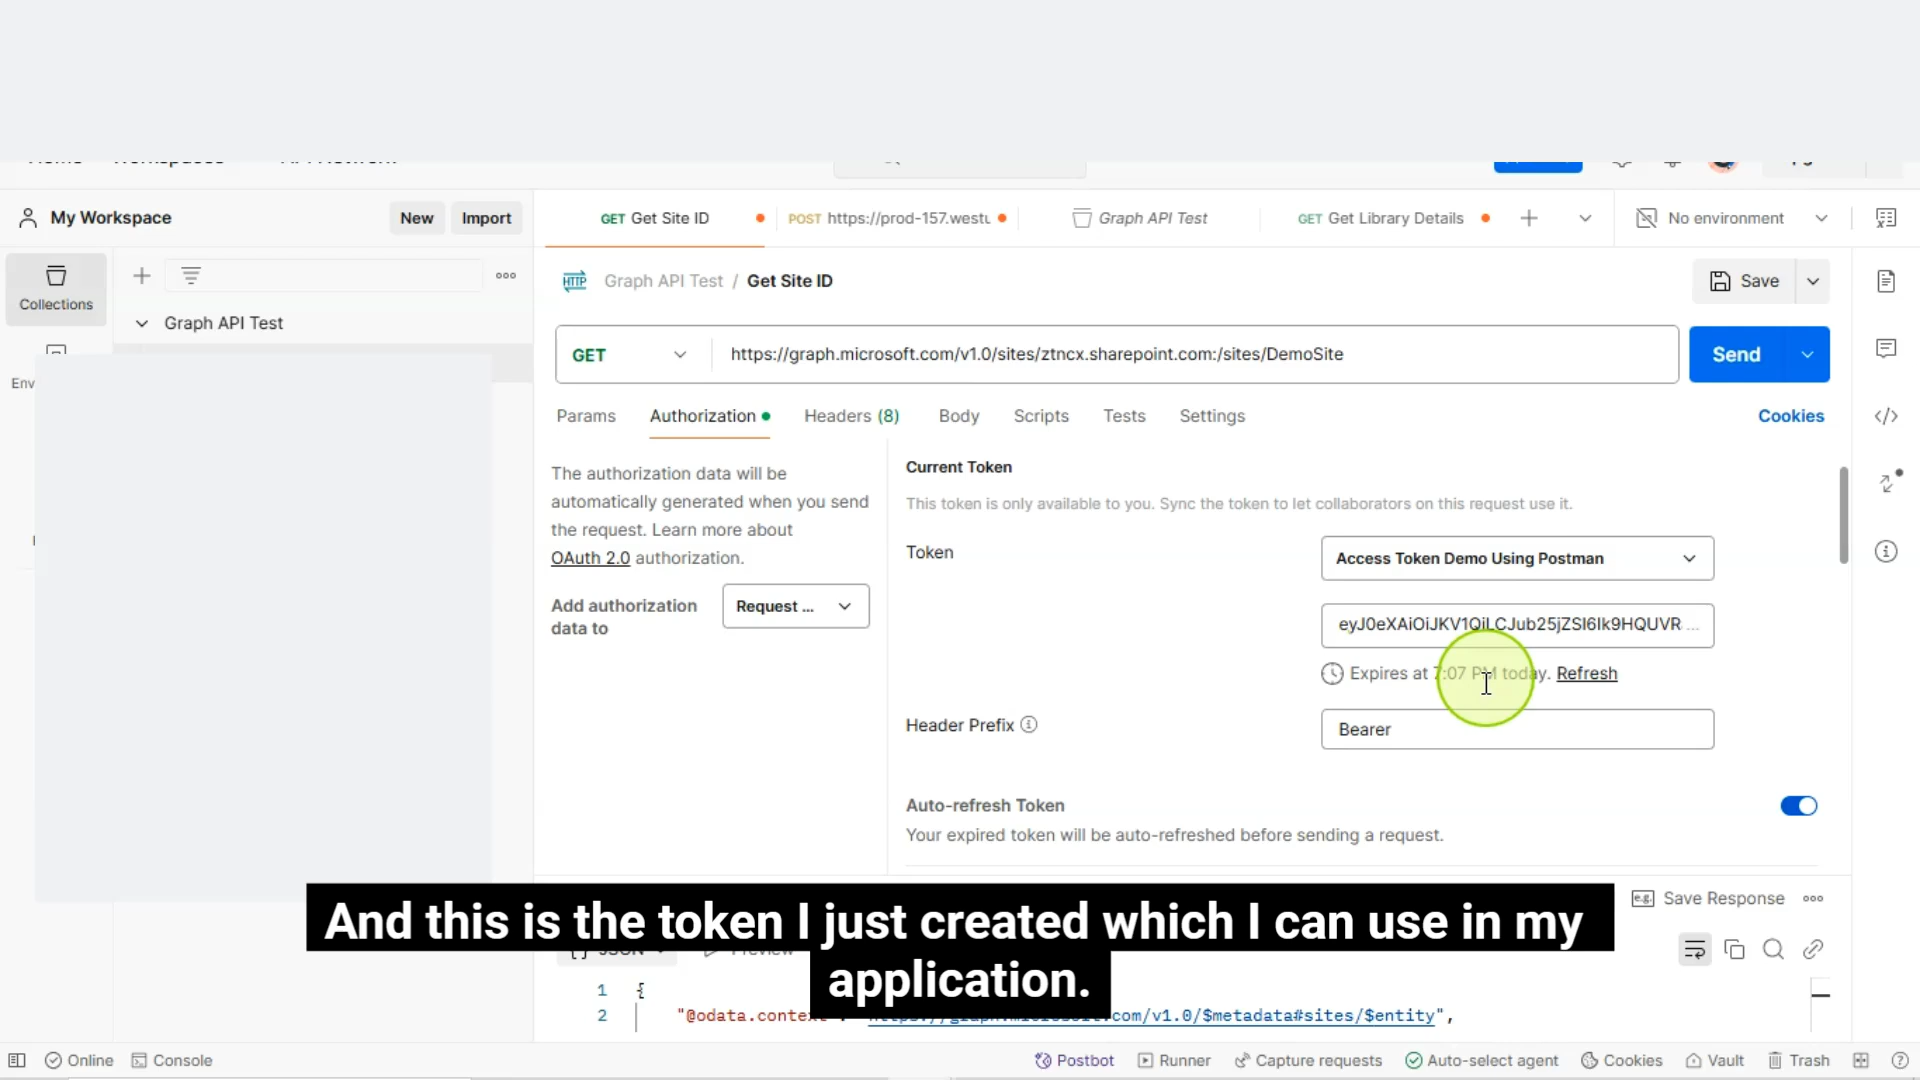 My Workspace
New
Import
GET Get Site ID
POST https://prod-157.westu
Graph API Test
GET Get Library Details
No environment
Collections
Graph API Test
Graph API Test / Get Site ID
Save
GET
https://graph.microsoft.com/v1.0/sites/ztncx.sharepoint.com:/sites/DemoSite
Send
Env
Params
Authorization
Headers (8)
Body
Scripts
Tests
Settings
Cookies
The authorization data will be
automatically generated when you send
the request. Learn more about
OAuth 2.0 authorization.
Add authorization
data to
Request ...
Current Token
This token is only available to you. Sync the token to let collaborators on this request use it.
Token
Access Token Demo Using Postman
eyJ0eXAiOiJKV1QiLCJub25jZSI6Ik9HQUVR ...
Expires at 7:07 PM today. Refresh
Header Prefix
Bearer
Auto-refresh Token
Your expired token will be auto-refreshed before sending a request.
And this is the token I just created which I can use in my
application.
e.g. Save Response
1 {
2 "@odata.context .com/v1.0/$metadata#sites/$entity",
Online
Console
Postbot
Runner
Capture requests
Auto-select agent
Cookies
Vault
Trash